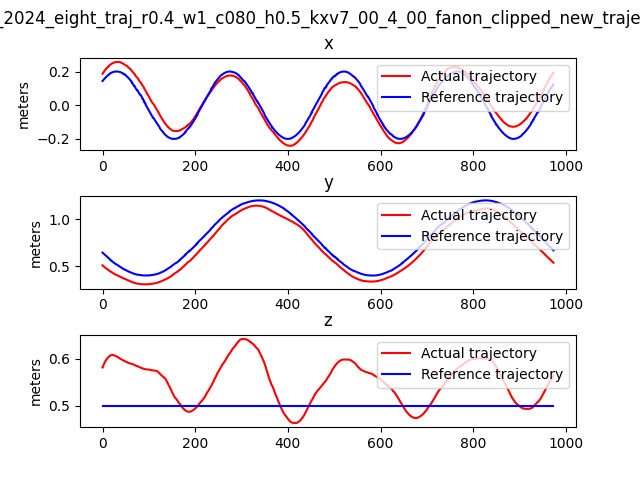 _2024_eight_traj_r0.4_w1_c080_h0.5_kxv7_00_4_00_fanon_clipped_new_traje
x
0.2
0.0
−0.2
meters
Actual trajectory
Reference trajectory
0 200 400 600 800 1000
y
1.0
0.5
meters
Actual trajectory
Reference trajectory
0 200 400 600 800 1000
z
0.6
0.5
meters
Actual trajectory
Reference trajectory
0 200 400 600 800 1000